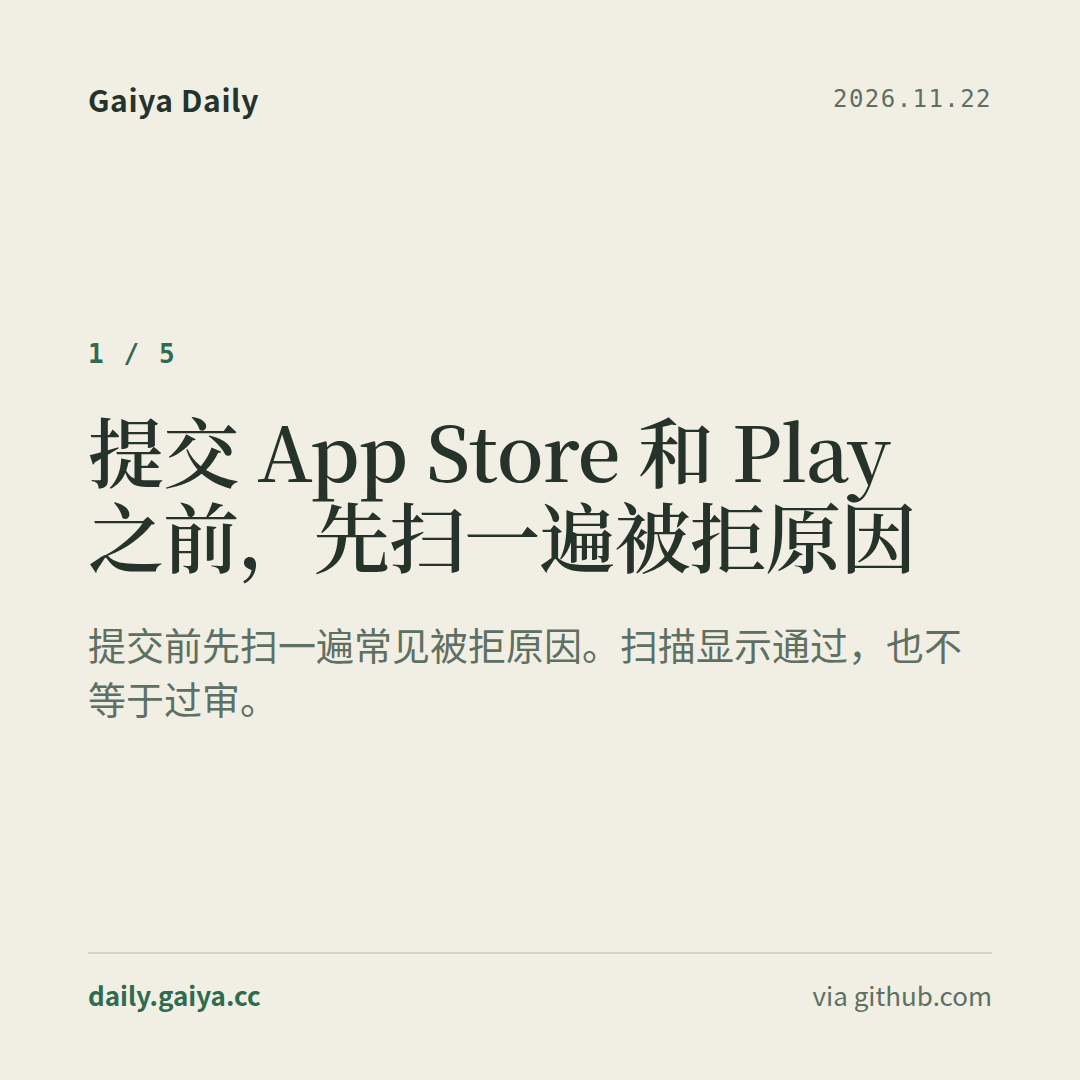 Gaiya Daily
2026.11.22
1 / 5
提交 App Store 和 Play
之前，先扫一遍被拒原因
提交前先扫一遍常见被拒原因。扫描显示通过，也不
等于过审。
daily.gaiya.cc
via github.com